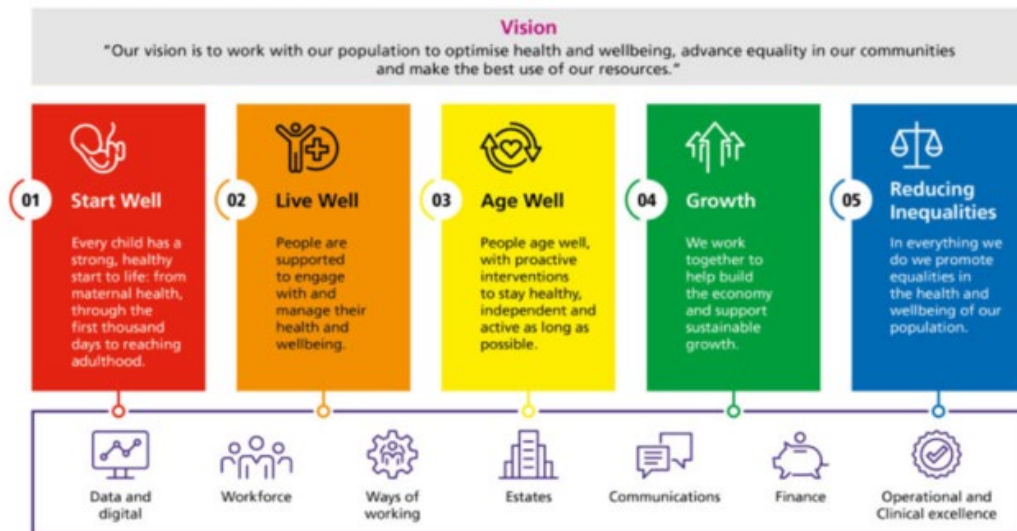 Vision
"Our vision is to work with our population to optimise health and wellbeing, advance equality in our communities
and make the best use of our resources."
01
Start Well
Every child has a
strong, healthy
start to life: from
maternal health,
through the
first thousand
days to reaching
adulthood.
02
Live Well
People are
supported
to engage
with and
manage their
health and
wellbeing.
03
Age Well
People age well,
with proactive
interventions
to stay healthy,
independent and
active as long as
possible.
04
Growth
We work
together to
help build
the economy
and support
sustainable
growth.
05
Reducing
Inequalities
In everything we
do we promote
equalities in
the health and
wellbeing of our
population.
Data and
digital
Workforce
Ways of
working
Estates
Communications
Finance
Operational and
Clinical excellence